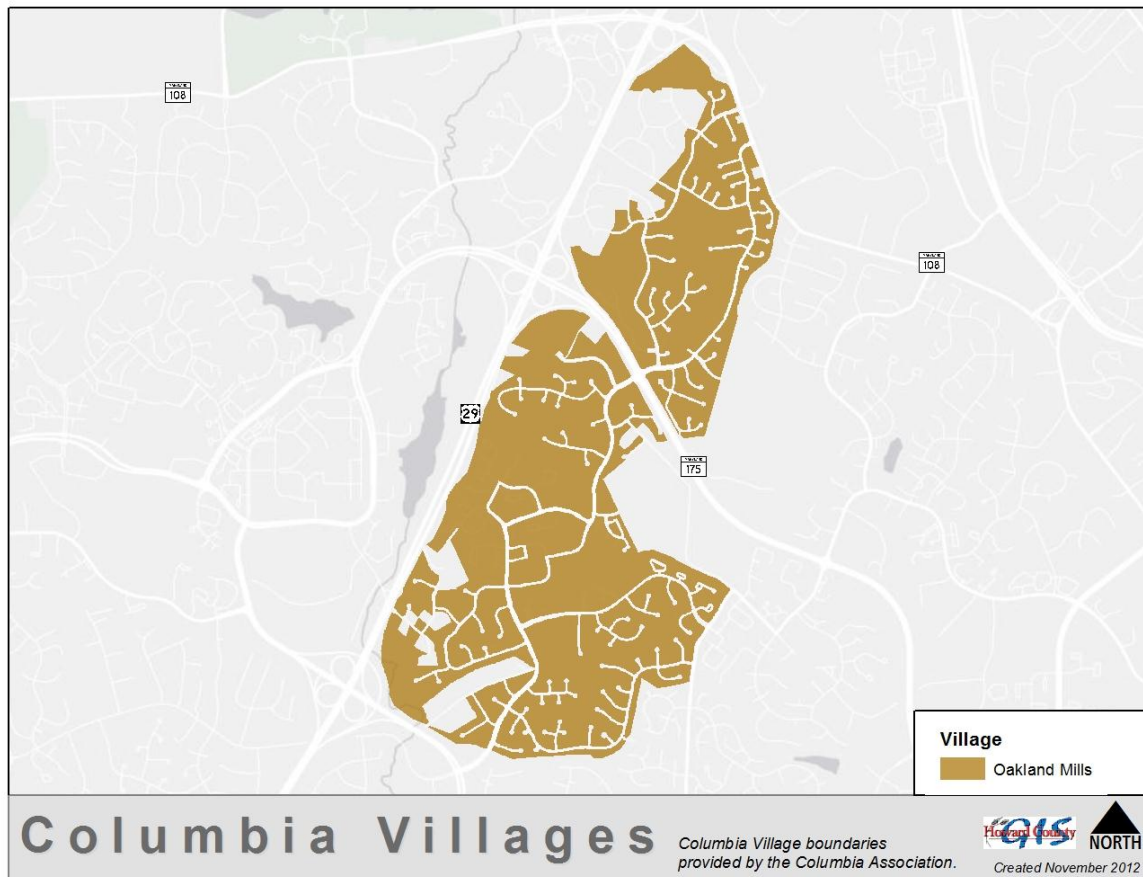 108
108
29
175
Village
Oakland Mills
Columbia Villages
Columbia Village boundaries
provided by the Columbia Association.
Howard County
GIS
NORTH
Created November 2012